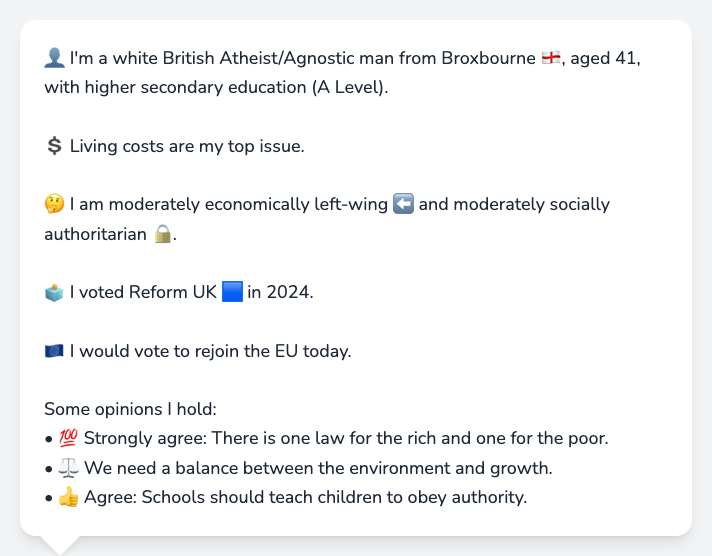 👤 I'm a white British Atheist/Agnostic man from Broxbourne 🏴󠁧󠁢󠁥󠁮󠁧󠁿, aged 41,
with higher secondary education (A Level).
💲 Living costs are my top issue.
🤔 I am moderately economically left-wing ⬅️ and moderately socially
authoritarian 🔒.
🗳️ I voted Reform UK 🟦 in 2024.
🇪🇺 I would vote to rejoin the EU today.
Some opinions I hold:
• 💯 Strongly agree: There is one law for the rich and one for the poor.
• ⚖️ We need a balance between the environment and growth.
• 👍 Agree: Schools should teach children to obey authority.